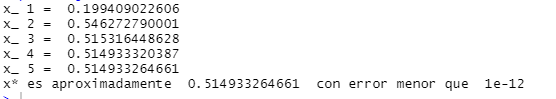 x_ 1 =  0.199409022606
x_ 2 =  0.546272790001
x_ 3 =  0.515316448628
x_ 4 =  0.514933320387
x_ 5 =  0.514933264661
x* es aproximadamente  0.514933264661  con error menor que  1e-12
>